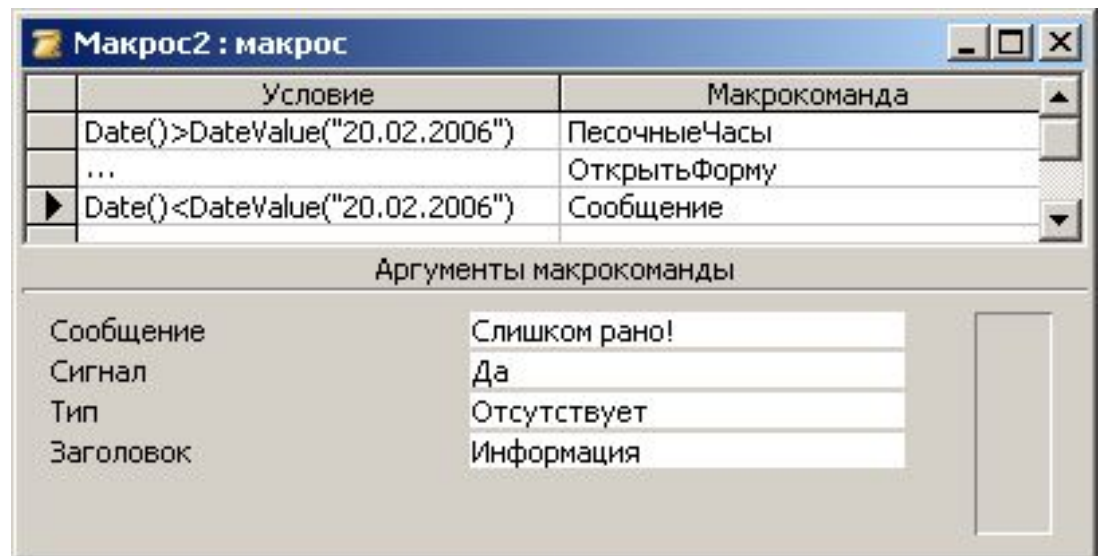 Макрос2 : макрос
Условие Макрокоманда
Date()>DateValue("20.02.2006") ПесочныеЧасы
... ОткрытьФорму
Date()<DateValue("20.02.2006") Сообщение
Аргументы макрокоманды
Сообщение Слишком рано!
Сигнал Да
Тип Отсутствует
Заголовок Информация